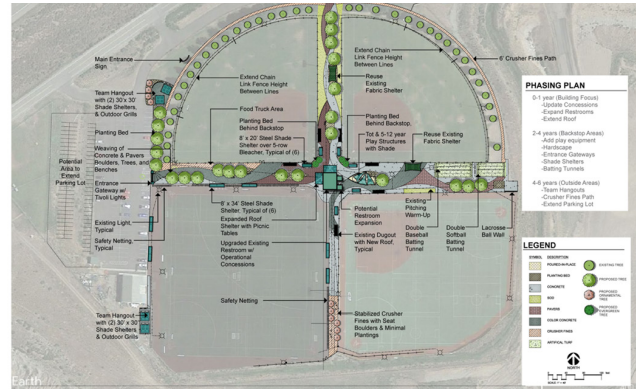 Main Entrance
Sign
Team Hangout
with (2) 30'x 30'
Shade Shelters
& Outdoor Grills
Planting Bed
Weaving of
Concrete & Pavers
Boulders, Trees, and
Benches
Potential
Area to
Extend
Parking Lot
Entrance
Gateway w/
Tivoli Lights
Existing Light,
Typical
Safety Netting,
Typical
Team Hangout
with (2) 30'x 30'
Shade Shelters
& Outdoor Grills
Extend Chain
Link Fence Height
Between Lines
Food Truck Area
Planting Bed
Behind Backstop
8' x 20' Steel Shade
Shelter over 5-row
Bleacher, Typical of (6)
8' x 34' Steel Shade
Shelter, Typical of (6)
Expanded Roof
Shelter with Picnic
Tables
Upgraded Existing
Restroom w/
Operational
Concessions
Safety Netting
Extend Chain
Link Fence Height
Between Lines
Reuse
Existing
Fabric Shelter
Planting Bed
Behind Backstop,
Tot & 5-12 year
Play Structures
with Shade
Reuse Existing
Fabric Shelter
6' Crusher Fines Path
Potential
Restroom
Expansion
Existing Dugout
with New Roof,
Typical
Existing
Pitching
Warm-Up
Double
Baseball
Batting
Tunnel
Double
Softball
Batting
Tunnel
Lacrosse
Ball Wall
Stabilized Crusher
Fines with Seat
Boulders & Minimal
Plantings
PHASING PLAN
0-1 year (Building Focus)
-Update Concessions
-Expand Restrooms
-Extend Roof
2-4 years (Backstop Areas)
-Add play equipment
-Hardscape
-Entrance Gateways
-Shade Shelters
-Batting Tunnels
4-6 years (Outside Areas)
-Team Hangouts
-Crusher Fines Path
-Extend Parking Lot
LEGEND
SYMBOL DESCRIPTION
POURED-IN-PLACE
PLANTING BED
CONCRETE
SOD
PAVERS
COLOR CONCRETE
CRUSHER FINES
ARTIFICAL TURF
EXISTING TREE
PROPOSED TREE
PROPOSED
ORNAMENTAL
TREE
PROPOSED
EVERGREEN
TREE
NORTH
Earth